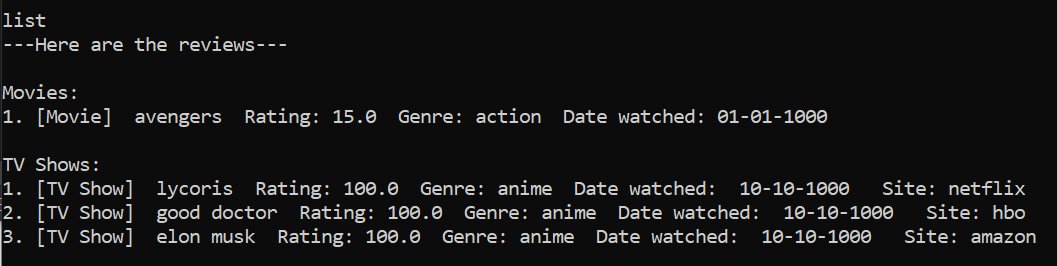 list
---Here are the reviews---
Movies:
1. [Movie]  avengers  Rating: 15.0  Genre: action  Date watched: 01-01-1000
TV Shows:
1. [TV Show]  lycoris  Rating: 100.0  Genre: anime  Date watched:  10-10-1000   Site: netflix
2. [TV Show]  good doctor  Rating: 100.0  Genre: anime  Date watched:  10-10-1000   Site: hbo
3. [TV Show]  elon musk  Rating: 100.0  Genre: anime  Date watched:  10-10-1000   Site: amazon